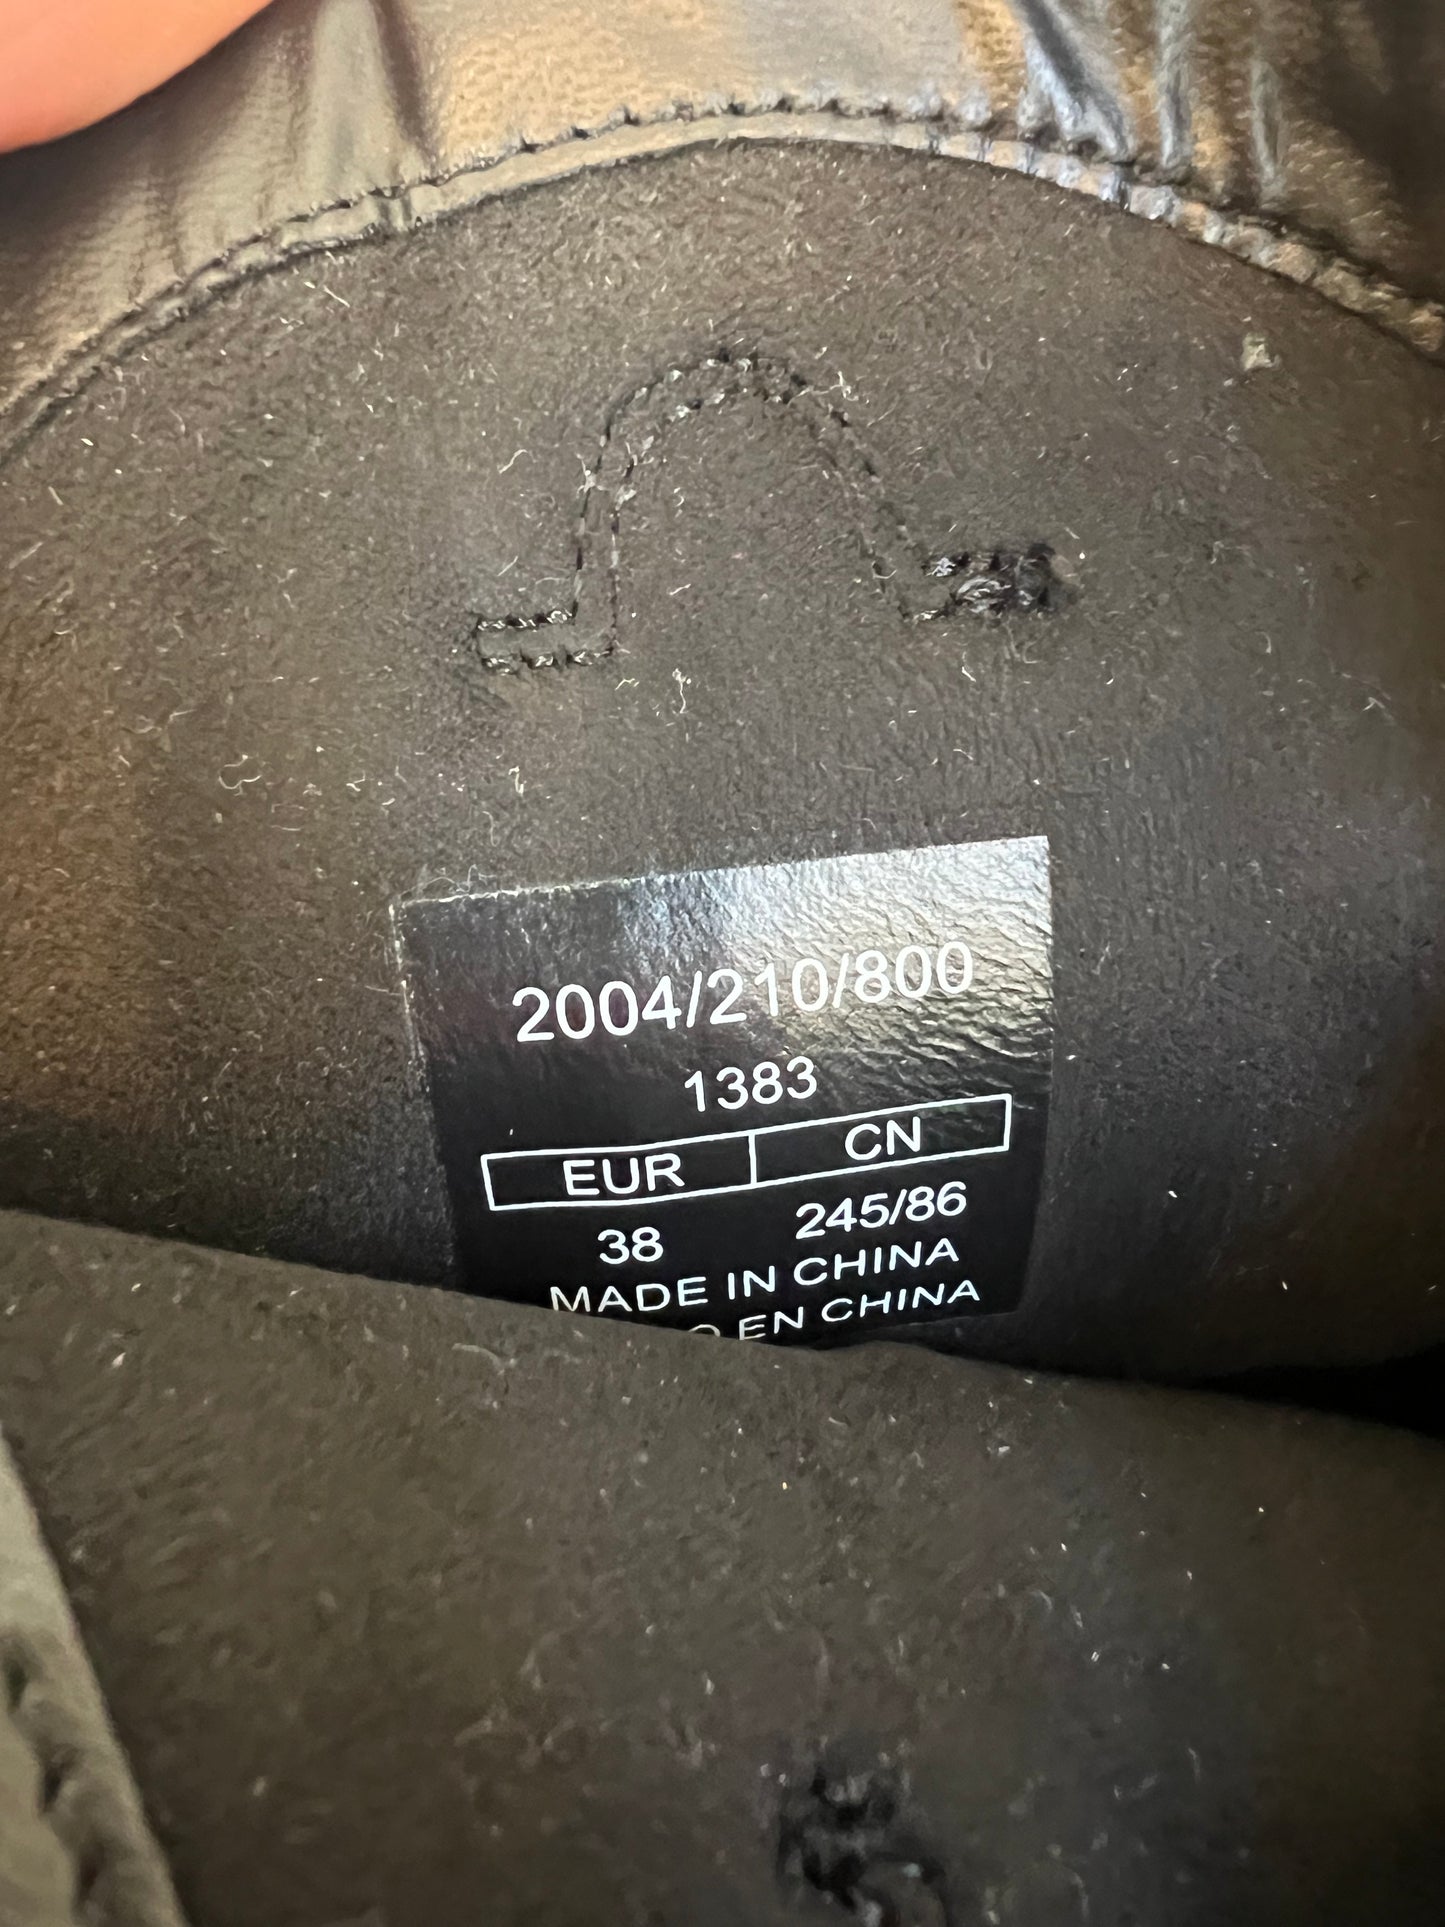 2004/210/800
1383
EUR CN
38 245/86
MADE IN CHINA
EN CHINA